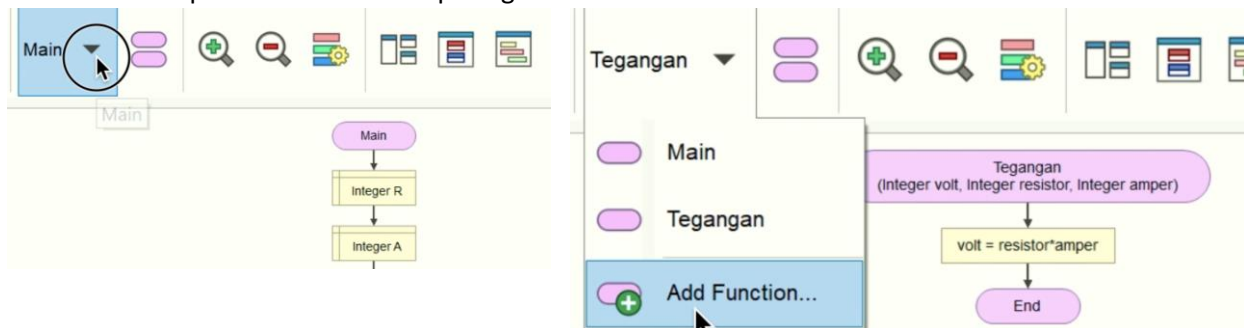 Main
Main
Main
Integer R
Integer A
Tegangan
Main
Tegangan
Add Function...
Tegangan
(Integer volt, Integer resistor, Integer amper)
volt = resistor*amper
End